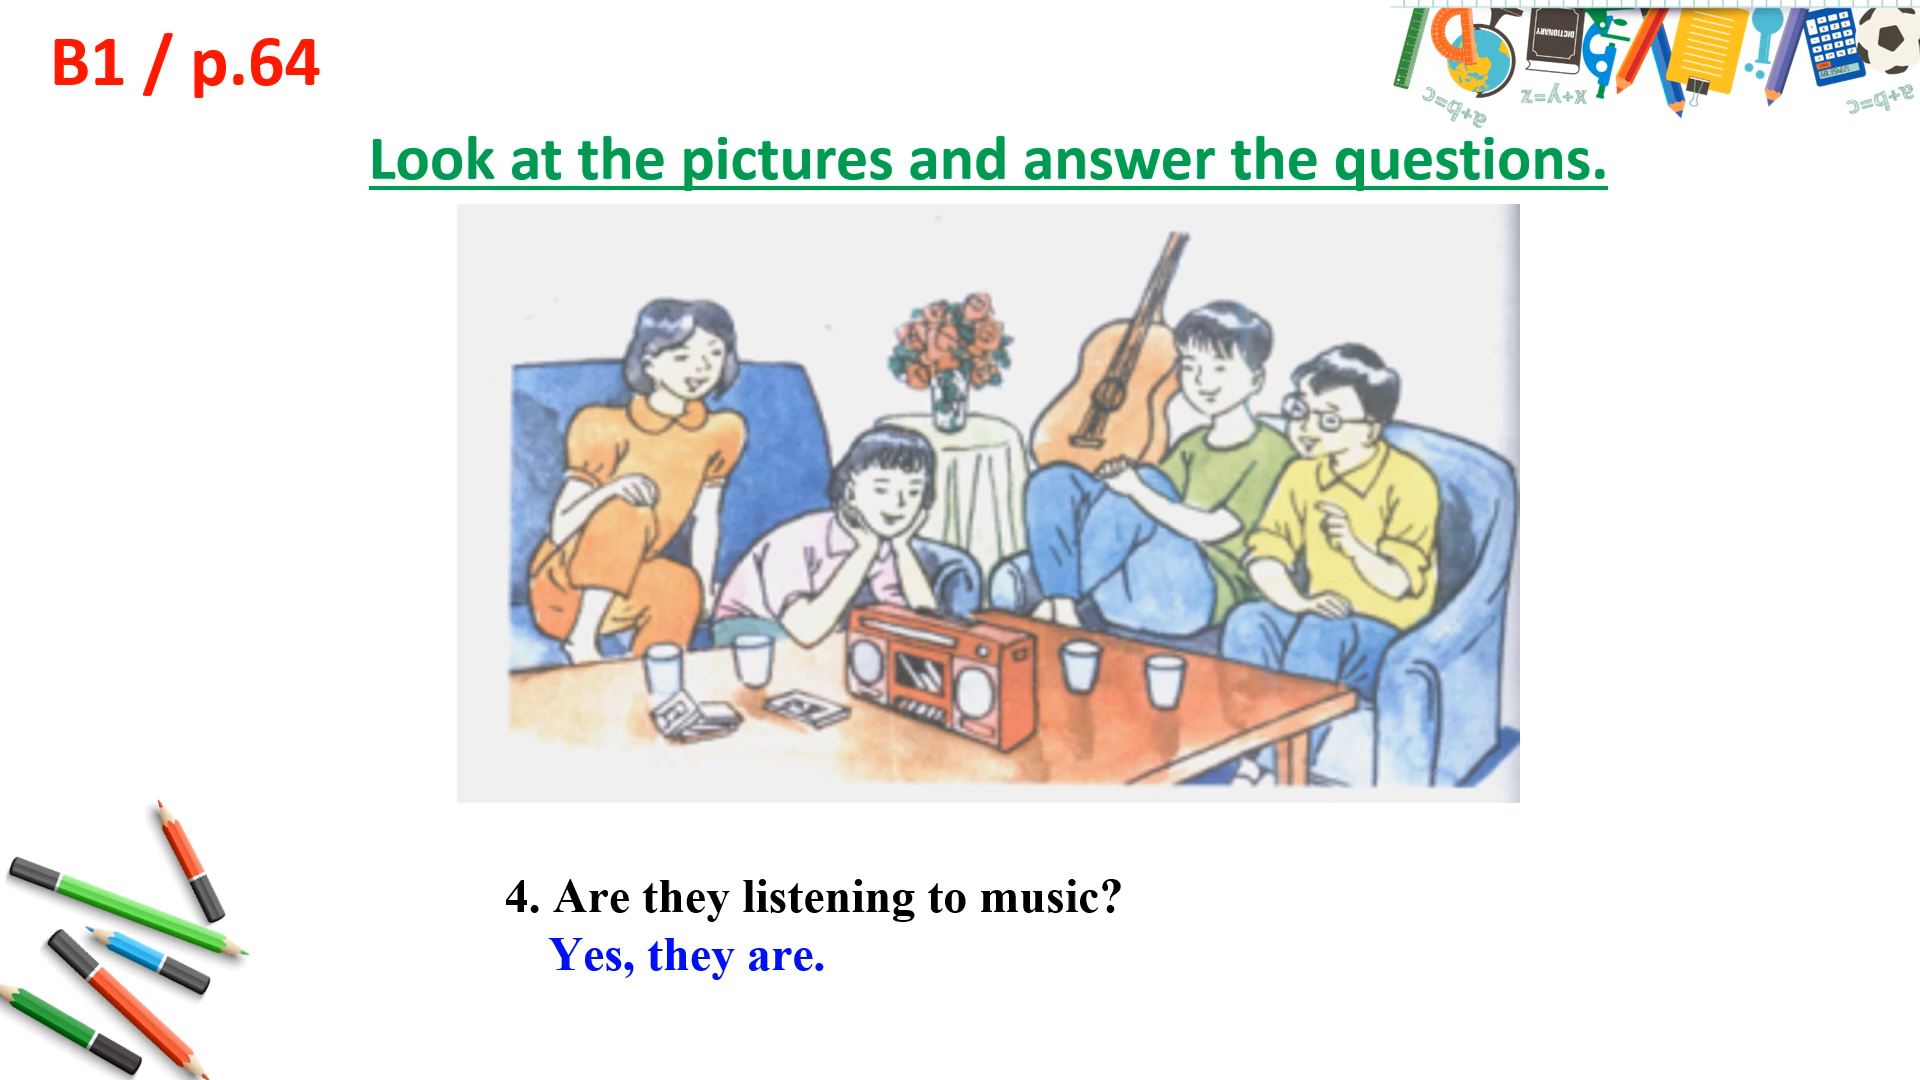 B1 / p.64
DICTIONARY
a+b=c
x+y=z
a+b=c
Look at the pictures and answer the questions.
4. Are they listening to music?
Yes, they are.